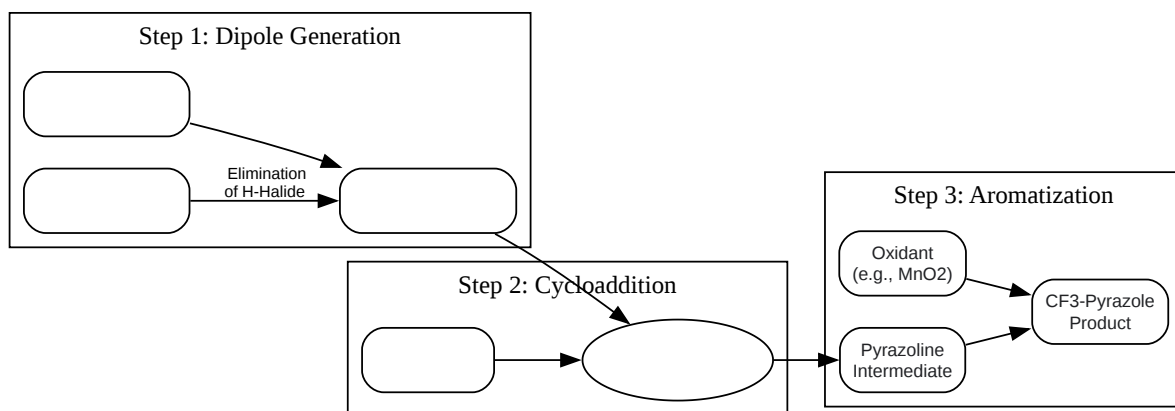 Step 1: Dipole Generation
Elimination
of H-Halide
Step 2: Cycloaddition
Step 3: Aromatization
Oxidant
(e.g., MnO2)
CF3-Pyrazole
Product
Pyrazoline
Intermediate